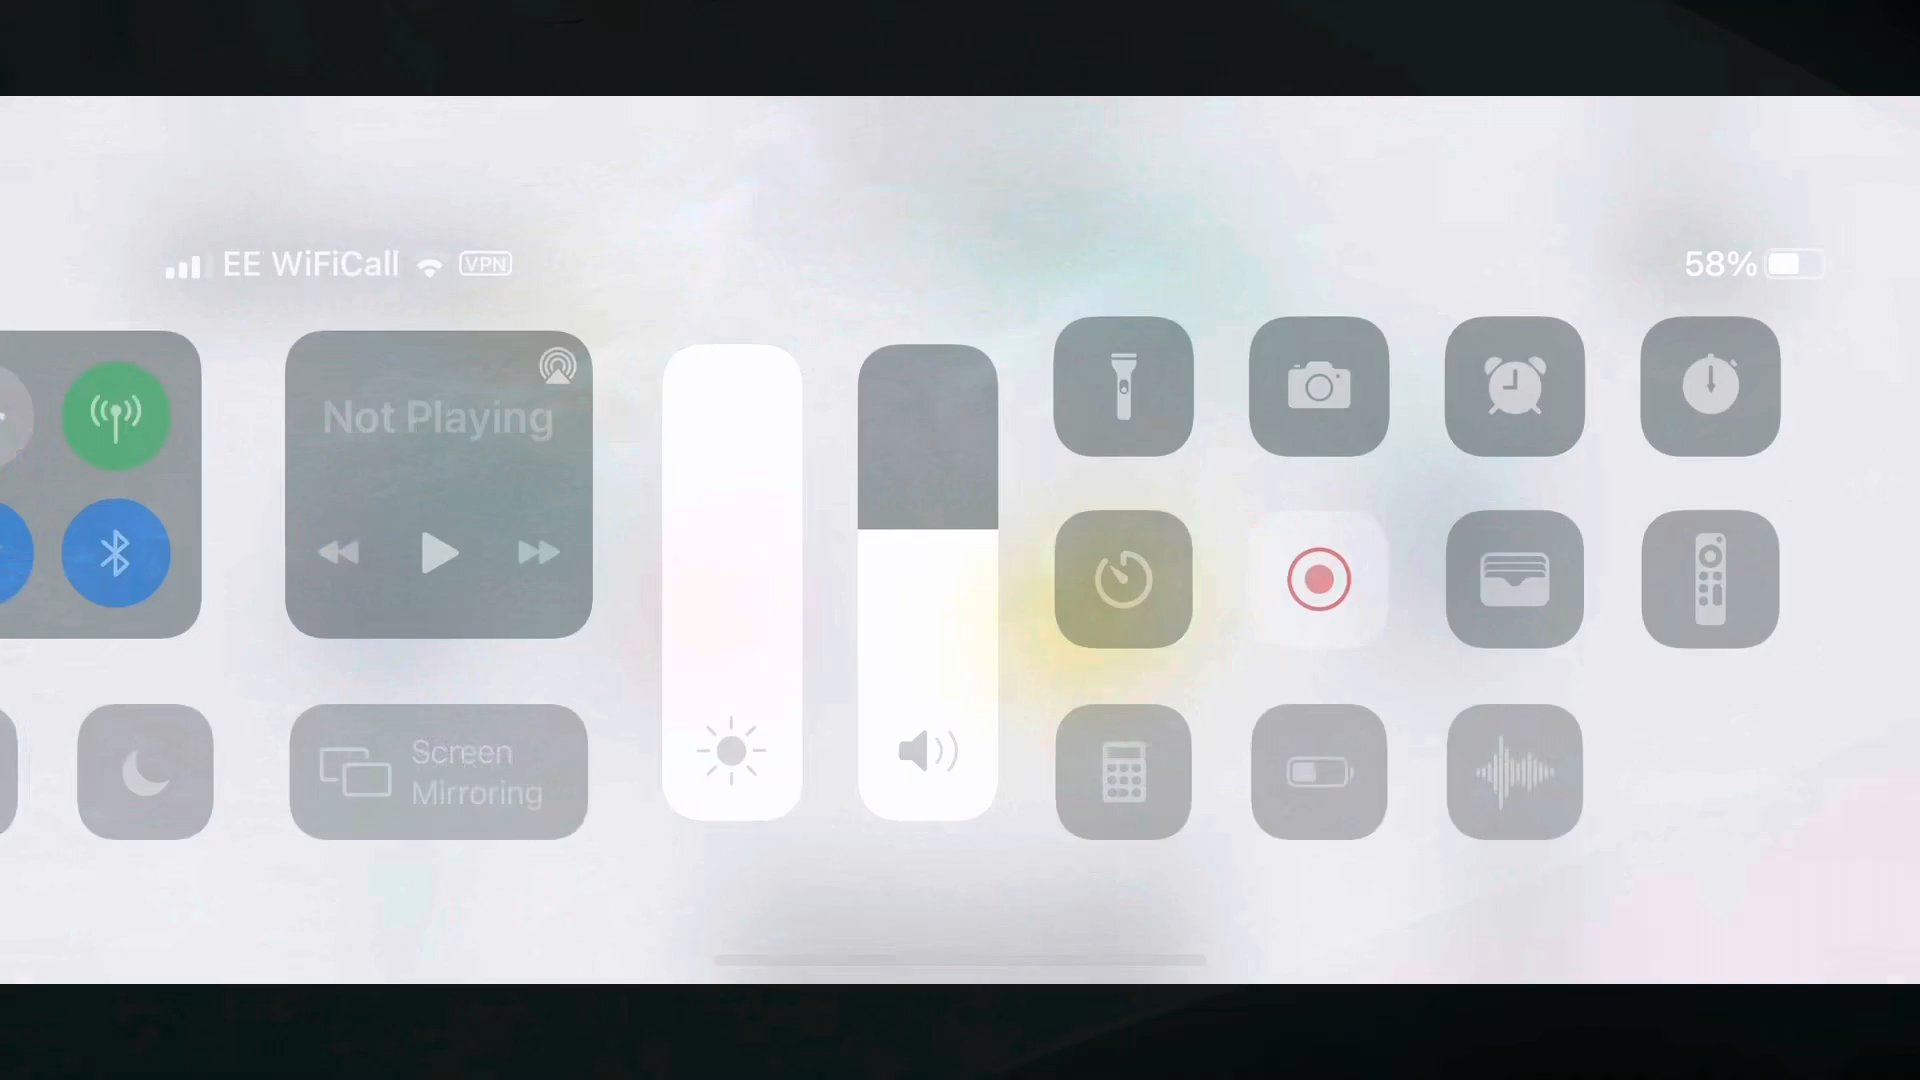 EE WiFiCall VPN
58%
Not Playing
Screen
Mirroring